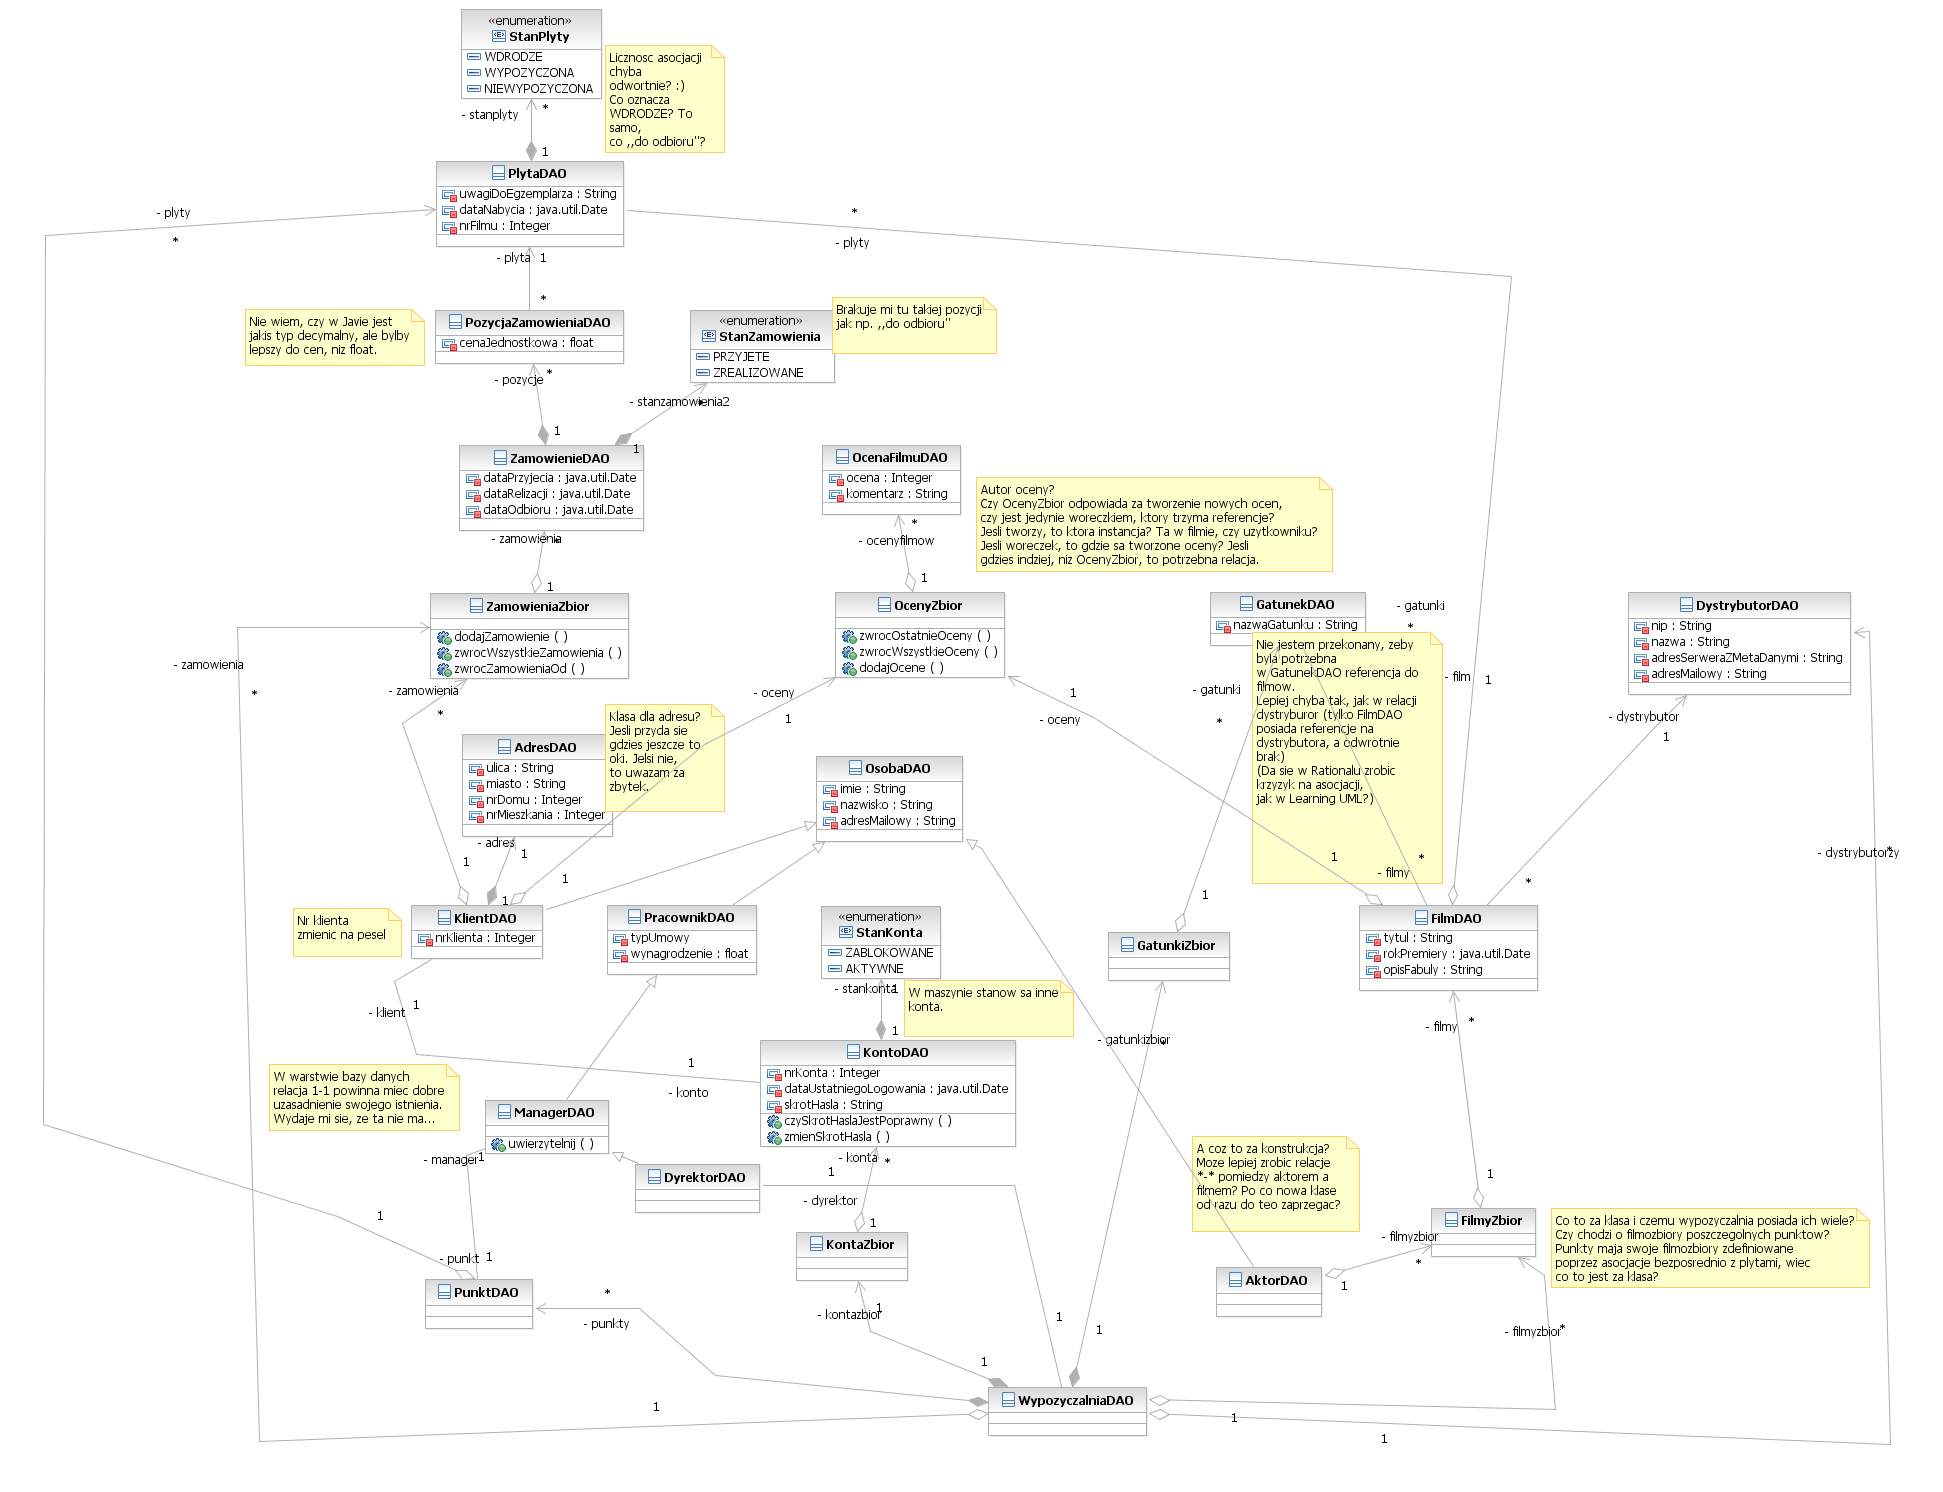 «enumeration»
StanPlyty
WDRODZE
WYPOZYCZONA
NIEWYPOZYCZONA
Licznosc asocjacji
chyba
odwortnie? :)
Co oznacza
WDRODZE? To
samo,
co ,,do odbioru"?
- stanplyty
*
1
PlytaDAO
uwagiDoEgzemplarza : String
dataNabycia : java.util.Date
nrFilmu : Integer
- plyty
*
*
- plyty
- plyta
1
*
Nie wiem, czy w Javie jest
jakis typ decymalny, ale bylby
lepszy do cen, niz float.
PozycjaZamowieniaDAO
cenaJednostkowa : float
«enumeration»
StanZamowienia
PRZYJETE
ZREALIZOWANE
Brakuje mi tu takiej pozycji
jak np. ,,do odbioru"
- pozycje
*
- stanzamowienia2
*
1
1
ZamowienieDAO
dataPrzyjecia : java.util.Date
dataRelizacji : java.util.Date
dataOdbioru : java.util.Date
OcenaFilmuDAO
ocena : Integer
komentarz : String
Autor oceny?
Czy OcenyZbior odpowiada za tworzenie nowych ocen,
czy jest jedynie woreczkiem, ktory trzyma referencje?
Jesli tworzy, to ktora instancja? Ta w filmie, czy uzytkowniku?
Jesli woreczek, to gdzie sa tworzone oceny? Jesli
gdzies indziej, niz OcenyZbior, to potrzebna relacja.
- zamowienia
*
1
*
- ocenyfilmow
1
ZamowieniaZbior
dodajZamowienie ( )
zwrocWszystkieZamowienia ( )
zwrocZamowieniaOd ( )
OcenyZbior
zwrocOstatnieOceny ( )
zwrocWszystkieOceny ( )
dodajOcene ( )
GatunekDAO
nazwaGatunku : String
- gatunki
*
DystrybutorDAO
nip : String
nazwa : String
adresSerweraZMetaDanymi : String
adresMailowy : String
Nie jestem przekonany, zeby
byla potrzebna
w GatunekDAO referencja do
filmow.
Lepiej chyba tak, jak w relacji
dystryburor (tylko FilmDAO
posiada referencje na
dystrybutora, a odwrotnie
brak)
(Da sie w Rationalu zrobic
krzyzyk na asocjacji,
jak w Learning UML?)
- zamowienia
*
- zamowienia
*
- oceny
1
1
- oceny
- gatunki
*
- film
1
- dystrybutor
1
AdresDAO
ulica : String
miasto : String
nrDomu : Integer
nrMieszkania : Integer
Klasa dla adresu?
Jesli przyda sie
gdzies jeszcze to
oki. Jelsi nie,
to uwazam za
zbytek.
OsobaDAO
imie : String
nazwisko : String
adresMailowy : String
- adres
1
1
1
1
1
*
- filmy
*
1
- dystrybutorzy
*
KlientDAO
nrKlienta : Integer
Nr klienta
zmienic na pesel
PracownikDAO
typUmowy
wynagrodzenie : float
«enumeration»
StanKonta
ZABLOKOWANE
AKTYWNE
GatunkiZbior
FilmDAO
tytul : String
rokPremiery : java.util.Date
opisFabuly : String
- stankonta
1
1
W maszynie stanow sa inne
konta.
- klient
1
- gatunkizbior
*
- filmy
*
KontoDAO
nrKonta : Integer
dataUstatniegoLogowania : java.util.Date
skrotHasla : String
czySkrotHaslaJestPoprawny ( )
zmienSkrotHasla ( )
1
- konto
W warstwie bazy danych
relacja 1-1 powinna miec dobre
uzasadnienie swojego istnienia.
Wydaje mi sie, ze ta nie ma...
ManagerDAO
uwierzytelnij ( )
- manager
1
DyrektorDAO
- konta
*
1
- dyrektor
1
A coz to za konstrukcja?
Moze lepiej zrobic relacje
*-* pomiedzy aktorem a
filmem? Po co nowa klase
od razu do teo zaprzegac?
1
FilmyZbior
Co to za klasa i czemu wypozyczalnia posiada ich wiele?
Czy chodzi o filmozbiory poszczegolnych punktow?
Punkty maja swoje filmozbiory zdefiniowane
poprzez asocjacje bezposrednio z plytami, wiec
co to jest za klasa?
1
- punkt
1
KontaZbior
- filmyzbior
*
1
AktorDAO
PunktDAO
*
- punkty
- kontazbior
1
1
1
- filmyzbior
*
1
WypozyczalniaDAO
1
1
1